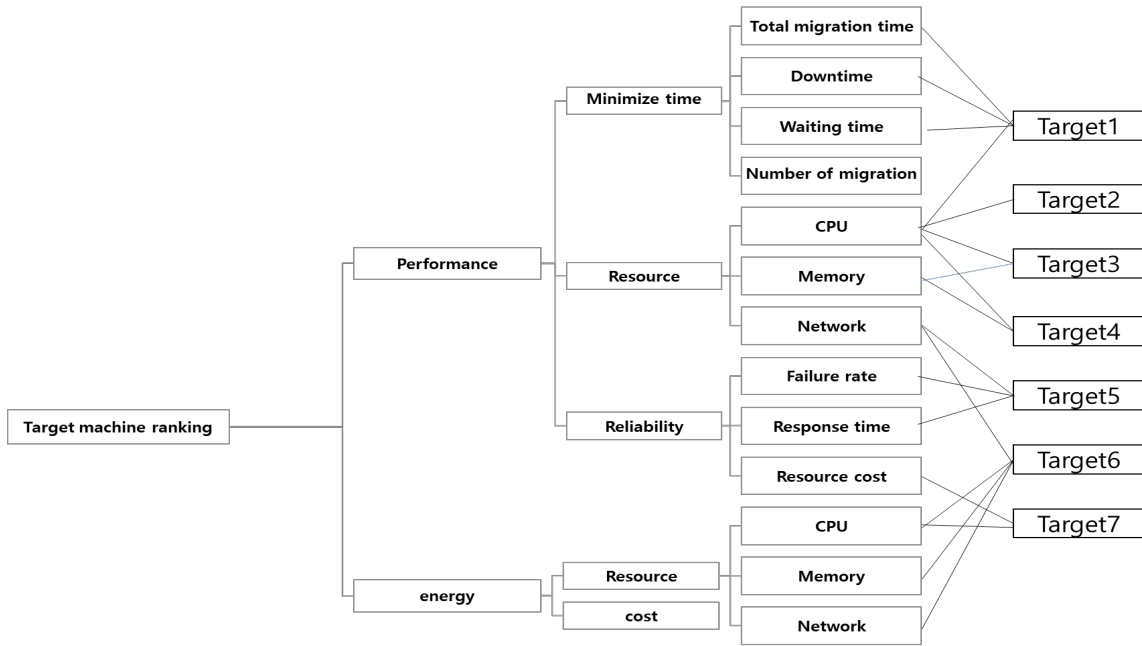 Total migration time
Downtime
Minimize time
Waiting time
Target1
Number of migration
Target2
CPU
Performance
Resource
Memory
Target3
Network
Target4
Failure rate
Target5
Target machine ranking
Reliability
Response time
Resource cost
Target6
CPU
Target7
energy
Resource
Memory
cost
Network